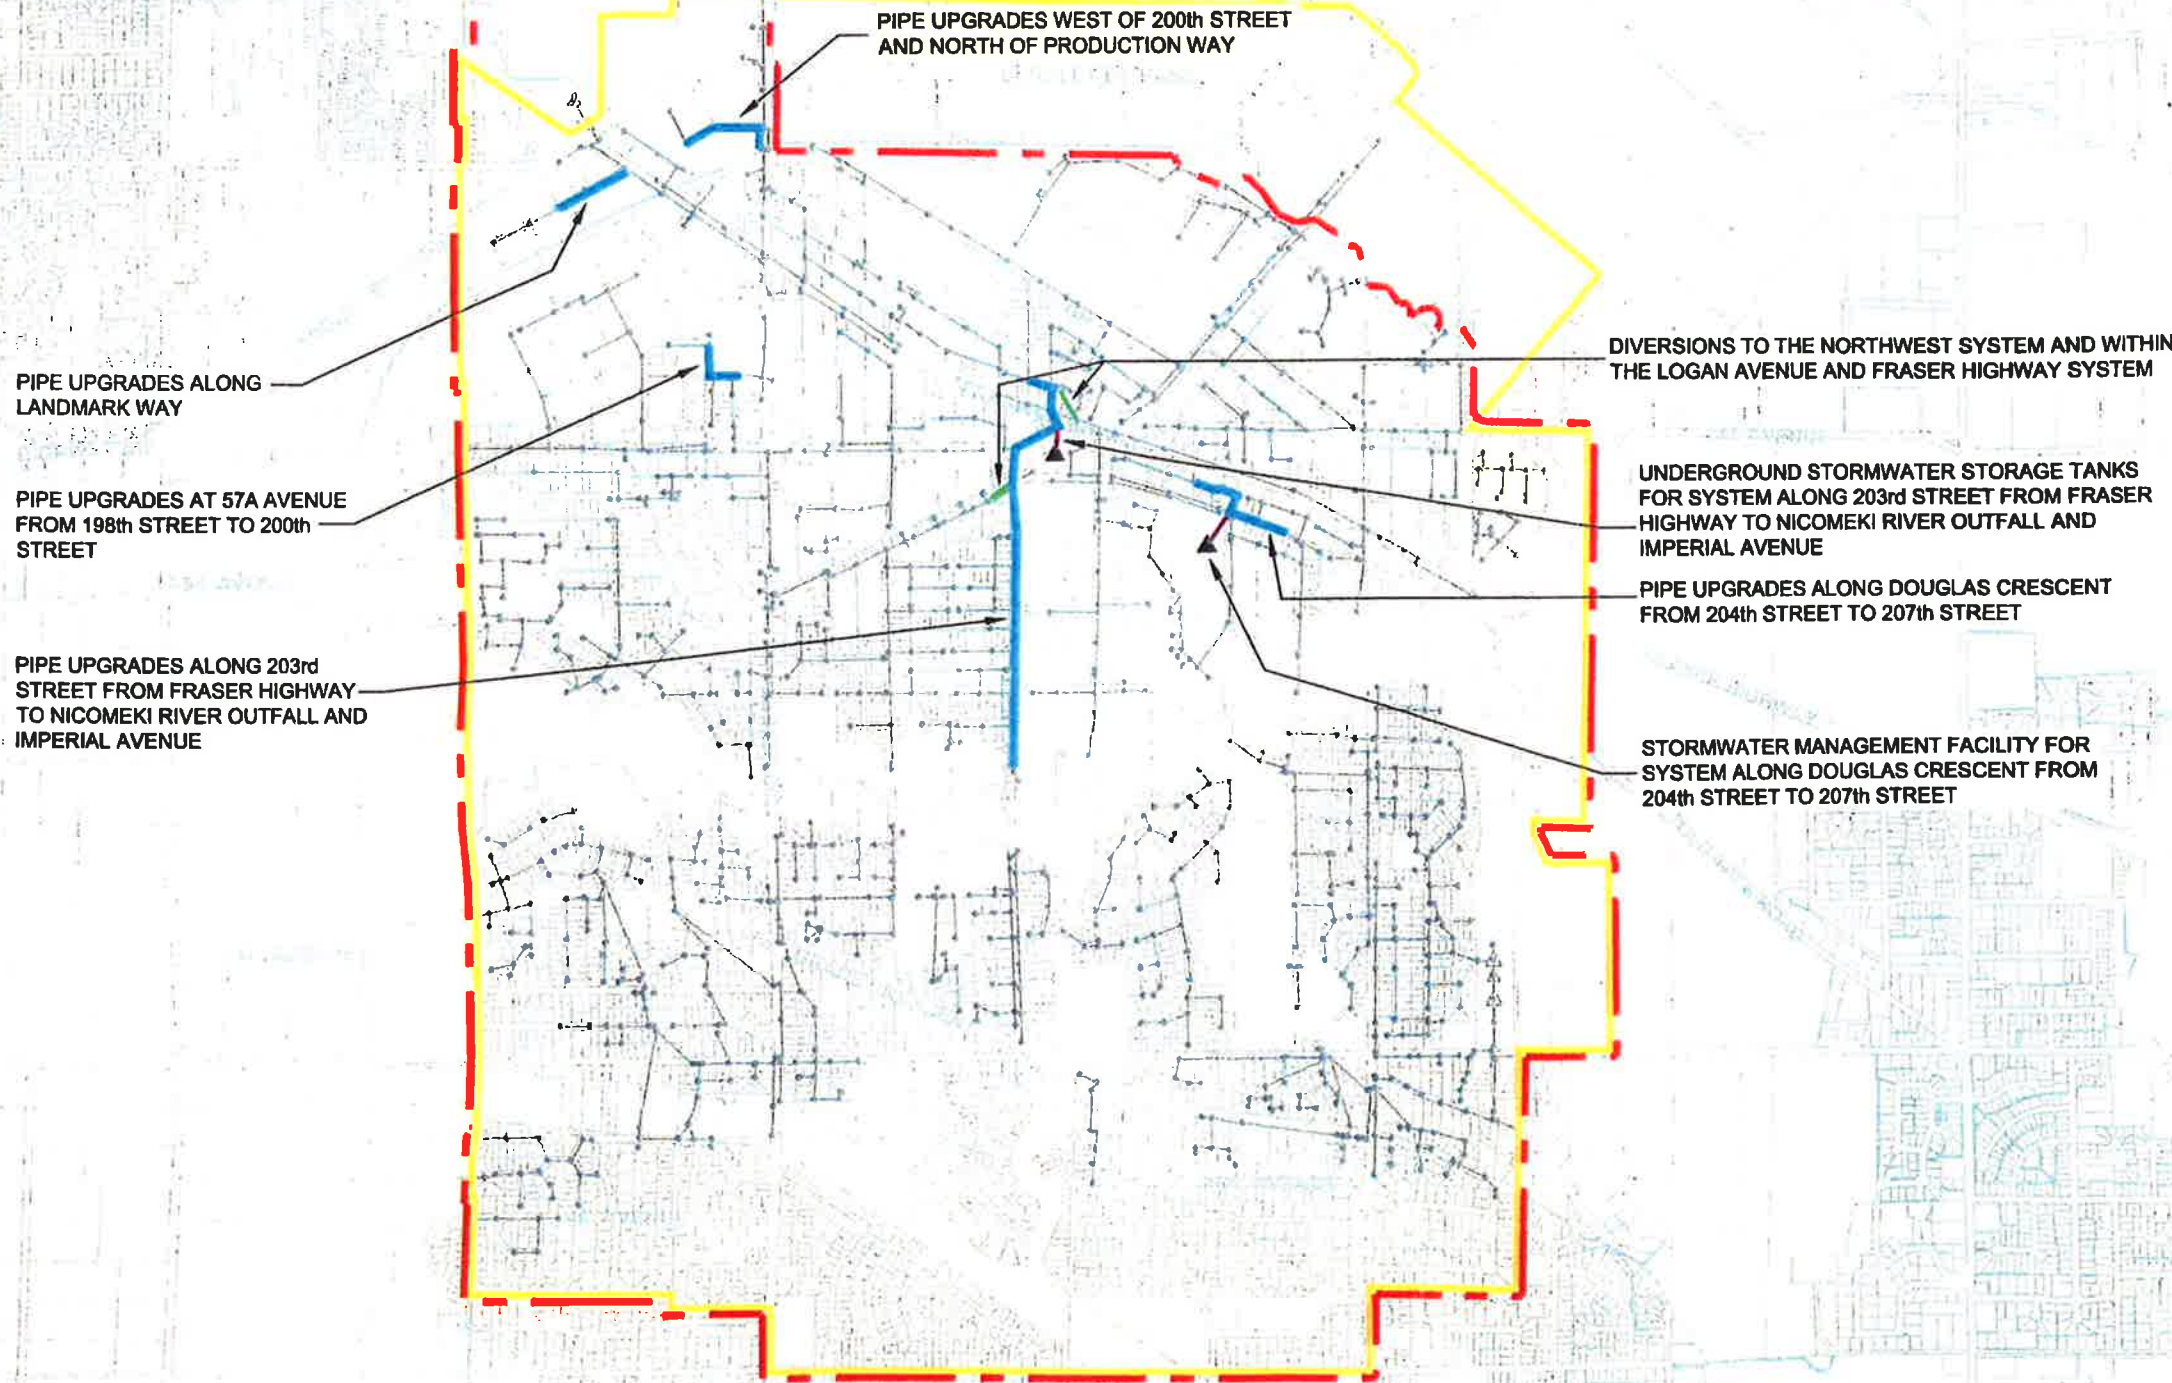 PIPE UPGRADES WEST OF 200th STREET
AND NORTH OF PRODUCTION WAY
PIPE UPGRADES ALONG
LANDMARK WAY
PIPE UPGRADES AT 57A AVENUE
FROM 198th STREET TO 200th
STREET
PIPE UPGRADES ALONG 203rd
STREET FROM FRASER HIGHWAY
TO NICOMEKI RIVER OUTFALL AND
IMPERIAL AVENUE
DIVERSIONS TO THE NORTHWEST SYSTEM AND WITHIN
THE LOGAN AVENUE AND FRASER HIGHWAY SYSTEM
UNDERGROUND STORMWATER STORAGE TANKS
FOR SYSTEM ALONG 203rd STREET FROM FRASER
HIGHWAY TO NICOMEKI RIVER OUTFALL AND
IMPERIAL AVENUE
PIPE UPGRADES ALONG DOUGLAS CRESCENT
FROM 204th STREET TO 207th STREET
STORMWATER MANAGEMENT FACILITY FOR
SYSTEM ALONG DOUGLAS CRESCENT FROM
204th STREET TO 207th STREET